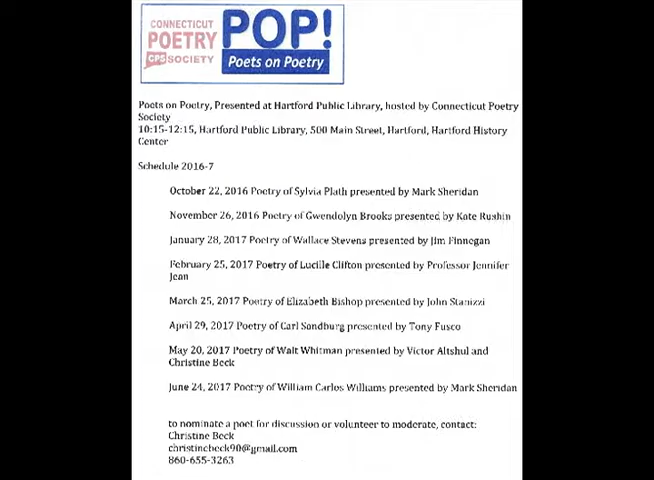 CONNECTICUT
POETRY
CPS SOCIETY
POP!
Poets on Poetry
Poets on Poetry, Presented at Hartford Public Library, hosted by Connecticut Poetry
Society
10:15-12:15, Hartford Public Library, 500 Main Street, Hartford, Hartford History
Center
Schedule 2016-7
October 22, 2016 Poetry of Sylvia Plath presented by Mark Sheridan
November 26, 2016 Poetry of Gwendolyn Brooks presented by Kate Rushin
January 28, 2017 Poetry of Wallace Stevens presented by Jim Finnegan
February 25, 2017 Poetry of Lucille Clifton presented by Professor Jennifer
Jean
March 25, 2017 Poetry of Elizabeth Bishop presented by John Stanizzi
April 29, 2017 Poetry of Carl Sandburg presented by Tony Fusco
May 20, 2017 Poetry of Walt Whitman presented by Victor Altshul and
Christine Beck
June 24, 2017 Poetry of William Carlos Williams presented by Mark Sheridan
to nominate a poet for discussion or volunteer to moderate, contact:
Christine Beck
christinebeck90@gmail.com
860-655-3263